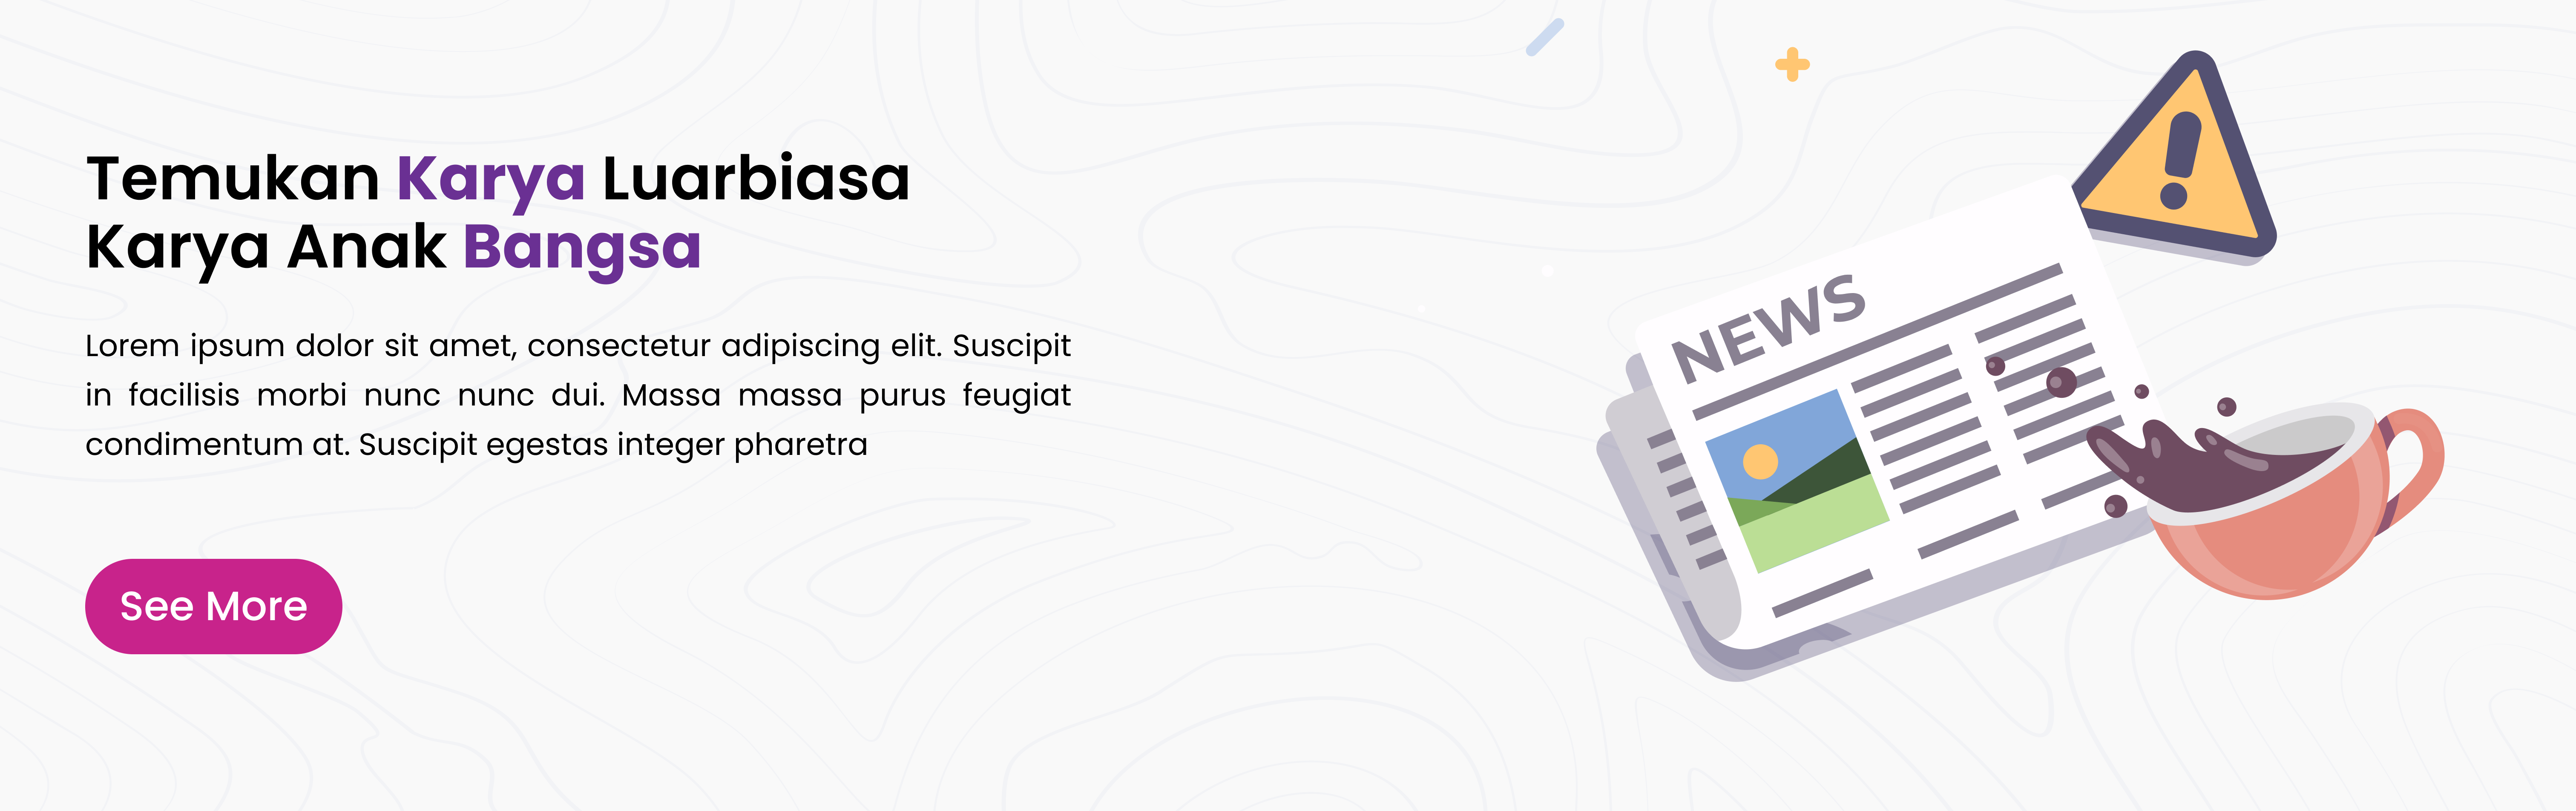 Temukan Karya Luarbiasa
Karya Anak Bangsa
Lorem ipsum dolor sit amet, consectetur adipiscing elit. Suscipit
in facilisis morbi nunc nunc dui. Massa massa purus feugiat
condimentum at. Suscipit egestas integer pharetra
See More
NEWS